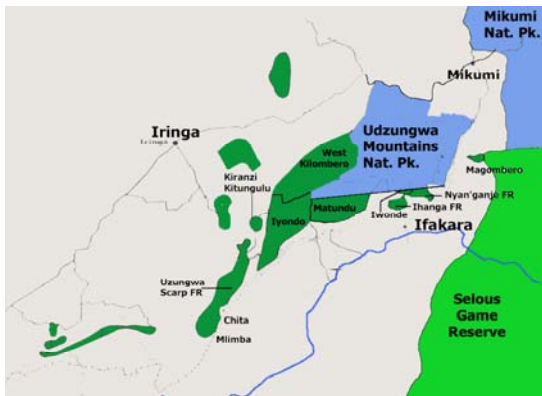 Mikumi
Nat. Pk.
Mikumi
Iringa
Iringa
Udzungwa
Mountains
Nat. Pk.
West
Kilombero
Kiranzi
Kitungulu
Magombero
Nyan'ganje FR
Ihanga FR
Iwonde
Matundu
Iyondo
Ifakara
Uzungwa
Scarp FR
Selous
Game
Reserve
Chita
Mlimba